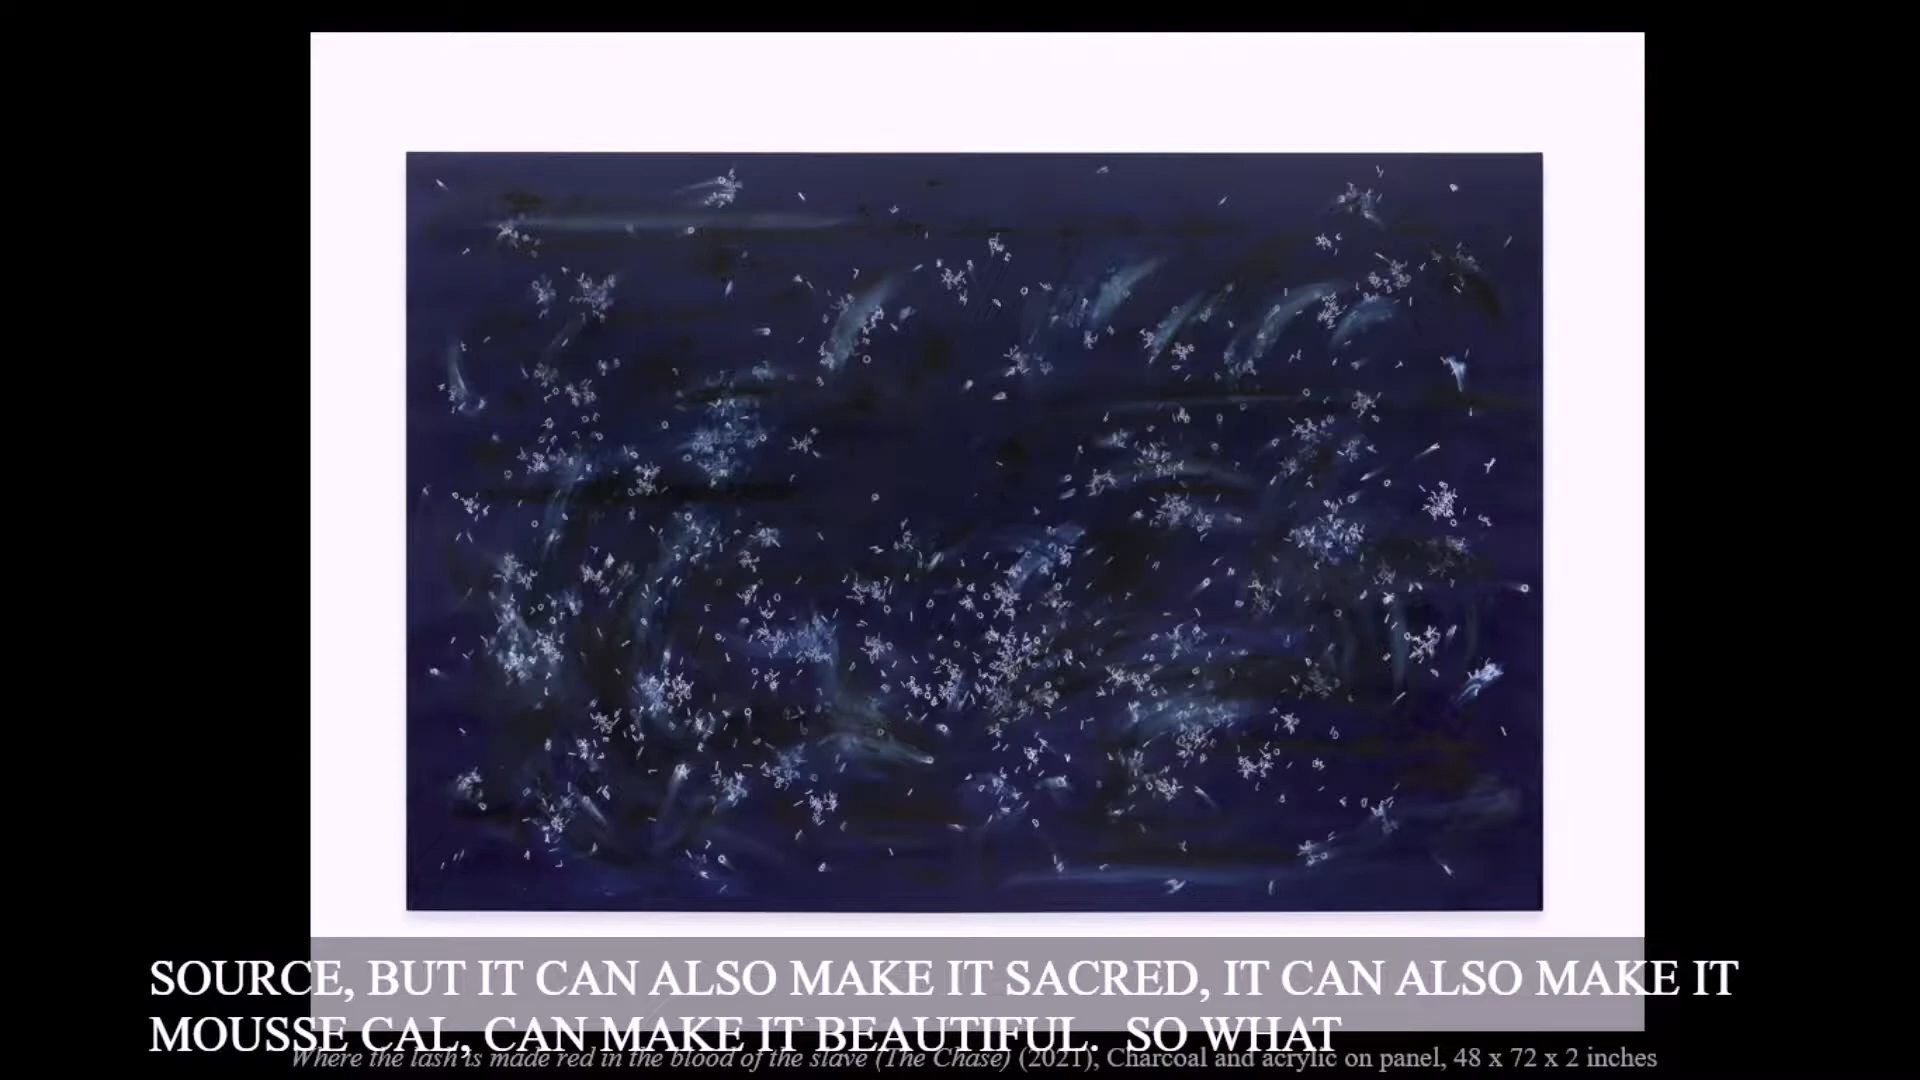 SOURCE, BUT IT CAN ALSO MAKE IT SACRED, IT CAN ALSO MAKE IT
MOUSSE CAL, CAN MAKE IT BEAUTIFUL.  SO WHAT
Where the lash is made red in the blood of the slave (The Chase) (2021), Charcoal and acrylic on panel, 48 x 72 x 2 inches